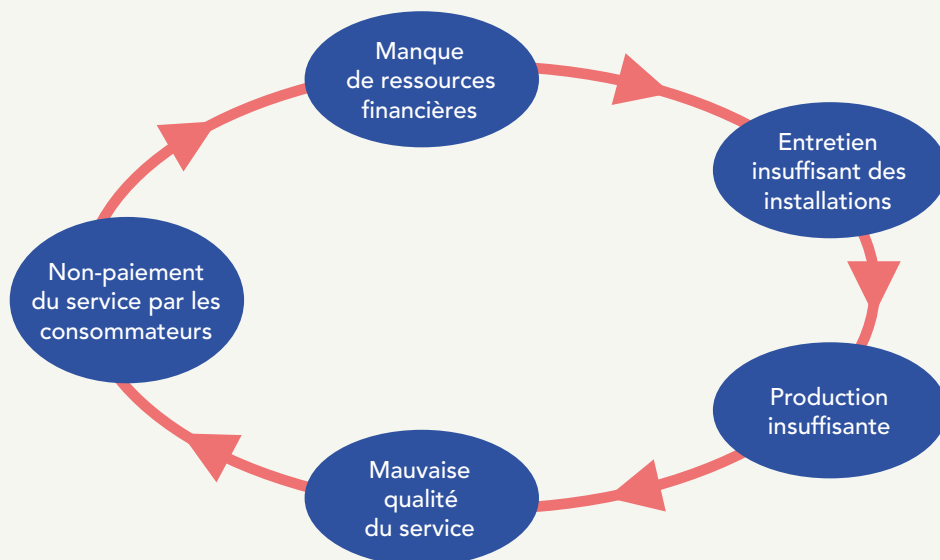 Manque
de ressources
financières
Entretien
insuffisant des
installations
Production
insuffisante
Mauvaise
qualité
du service
Non-paiement
du service par les
consommateurs